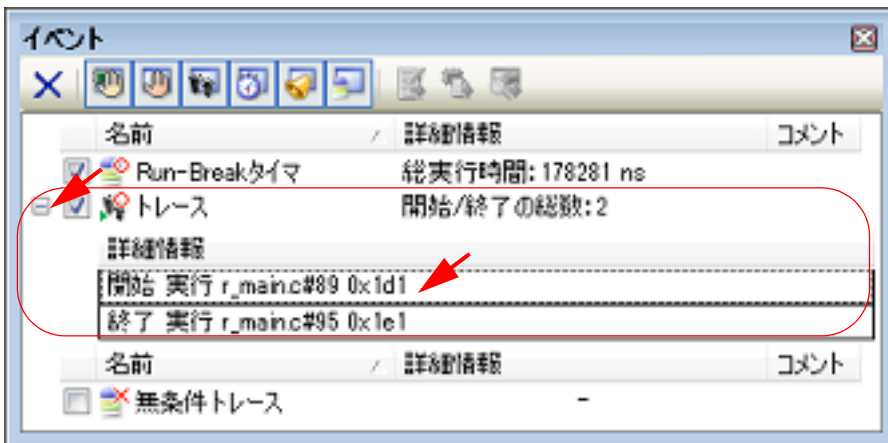 イベント
名前 詳細情報 コメント
Run-Breakタイマ 総実行時間: 178281 ns
トレース 開始/終了の総数: 2
詳細情報
開始 実行 r_main.c#89 0x1d1
終了 実行 r_main.c#95 0x1e1
名前 詳細情報 コメント
無条件トレース -